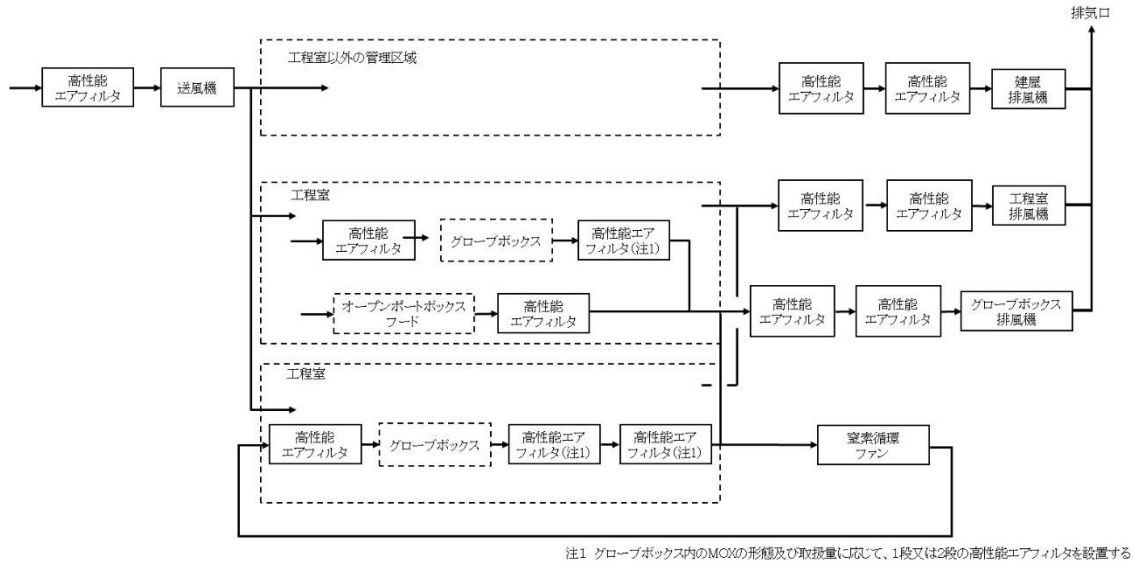 排気口
工程室以外の管理区域
高性能
エアフィルタ
送風機
高性能
エアフィルタ
高性能
エアフィルタ
建屋
排風機
工程室
高性能
エアフィルタ
高性能
エアフィルタ
工程室
排風機
高性能
エアフィルタ
グローブボックス
高性能エア
フィルタ(注1)
オープンポートボックス
フード
高性能
エアフィルタ
高性能
エアフィルタ
高性能
エアフィルタ
グローブボックス
排風機
工程室
高性能
エアフィルタ
グローブボックス
高性能エア
フィルタ(注1)
高性能エア
フィルタ(注1)
窒素循環
ファン
注1 グローブボックス内のMOXの形態及び取扱量に応じて、1段又は2段の高性能エアフィルタを設置する